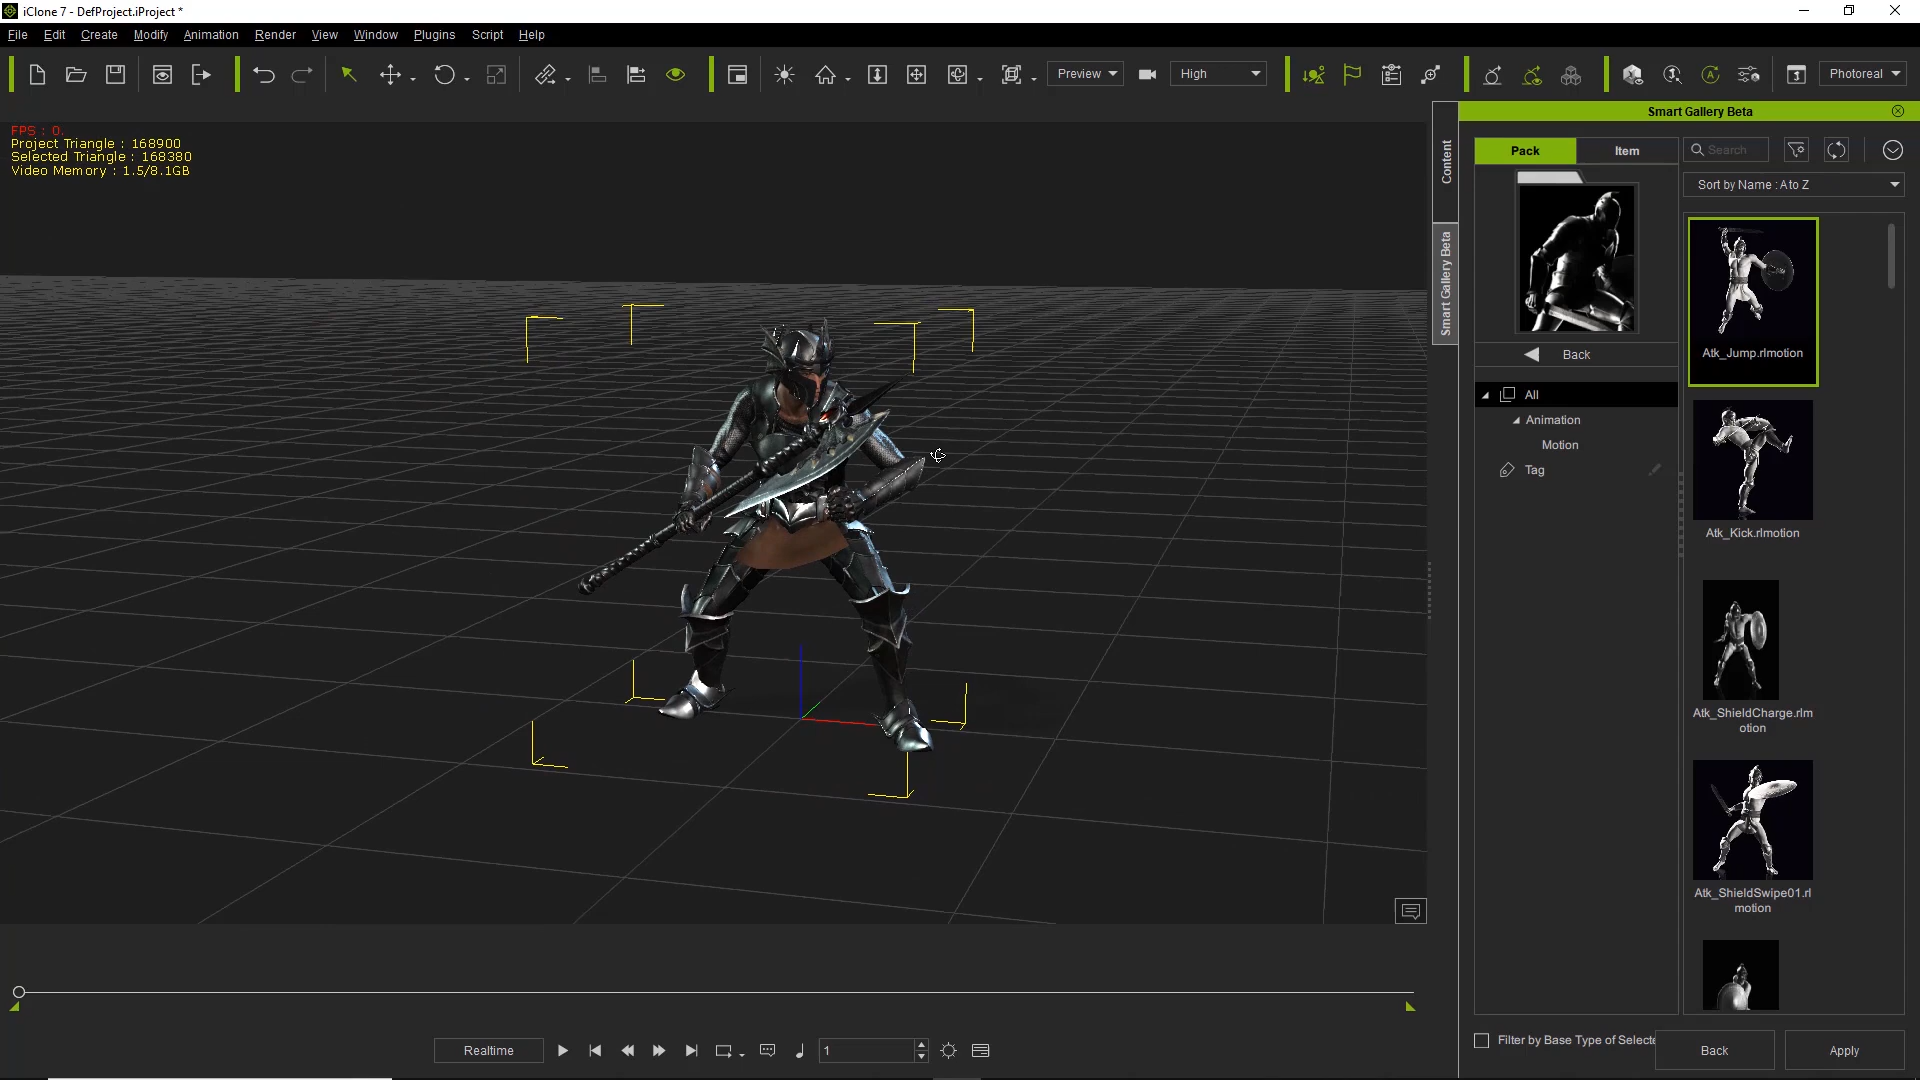 iClone 7 - DefProject.iProject *
File Edit Create Modify Animation Render View Window Plugins Script Help
Preview High Photoreal
FPS : 0.
Project Triangle : 168900
Selected Triangle : 168380
Video Memory : 1.5/8.1GB
Content
Smart Gallery Beta
Smart Gallery Beta
Pack Item Search
Sort by Name : A to Z
Back
All
Animation
Motion
Tag
Atk_Jump.rlmotion
Atk_Kick.rlmotion
Atk_ShieldCharge.rlm
otion
Atk_ShieldSwipe01.rl
motion
Filter by Base Type of Selecte
Back Apply
Realtime 1